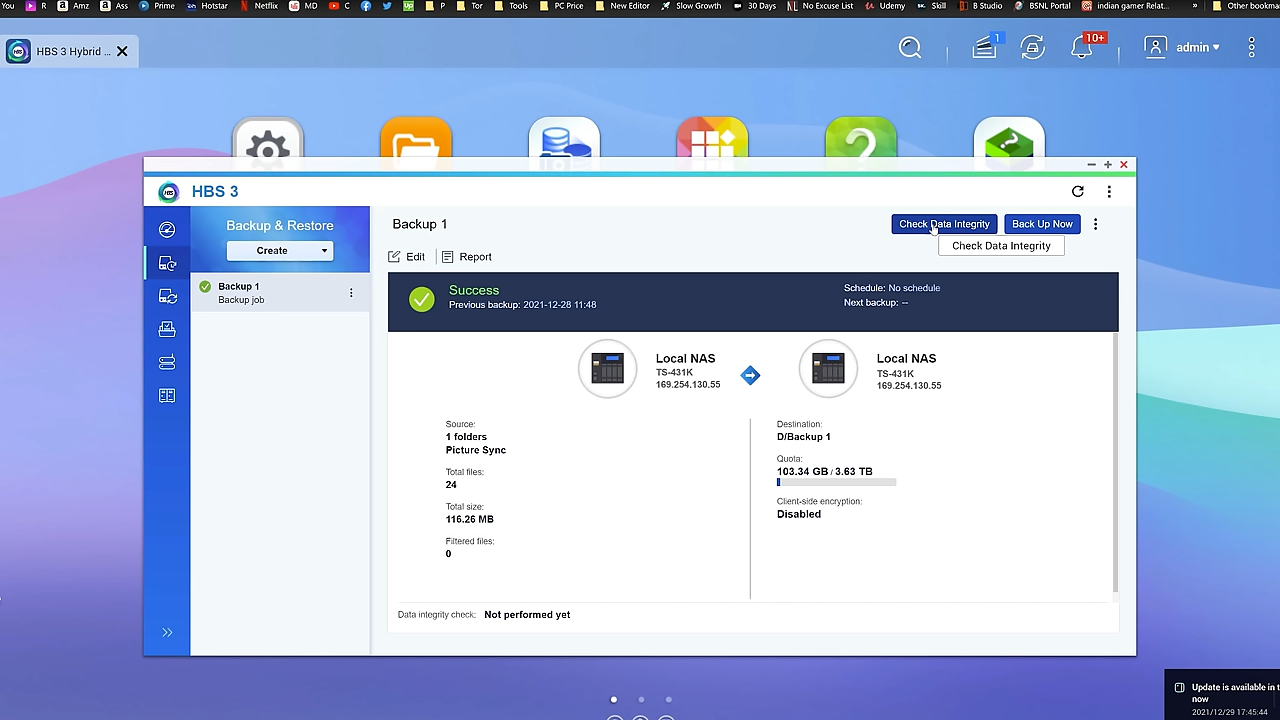 You R MD a Amz a Ass Prime Hotstar Netflix MD C P Tor Tools PC Price New Editor Slow Growth 30 Days No Excuse List Udemy Skill B Studio BSNL Portal indian gamer Relat... » Other bookma
HBS 3 Hybrid ...
1
10+
admin
HBS 3
Backup & Restore
Create
Backup 1
Backup job
Backup 1
Check Data Integrity Back Up Now
Check Data Integrity
Edit Report
Success
Previous backup: 2021-12-28 11:48
Schedule: No schedule
Next backup: --
Local NAS
TS-431K
169.254.130.55
Local NAS
TS-431K
169.254.130.55
Source:
1 folders
Picture Sync
Total files:
24
Total size:
116.26 MB
Filtered files:
0
Destination:
D/Backup 1
Quota:
103.34 GB / 3.63 TB
Client-side encryption:
Disabled
Data integrity check: Not performed yet
Update is available in t
now
2021/12/29 17:45:44